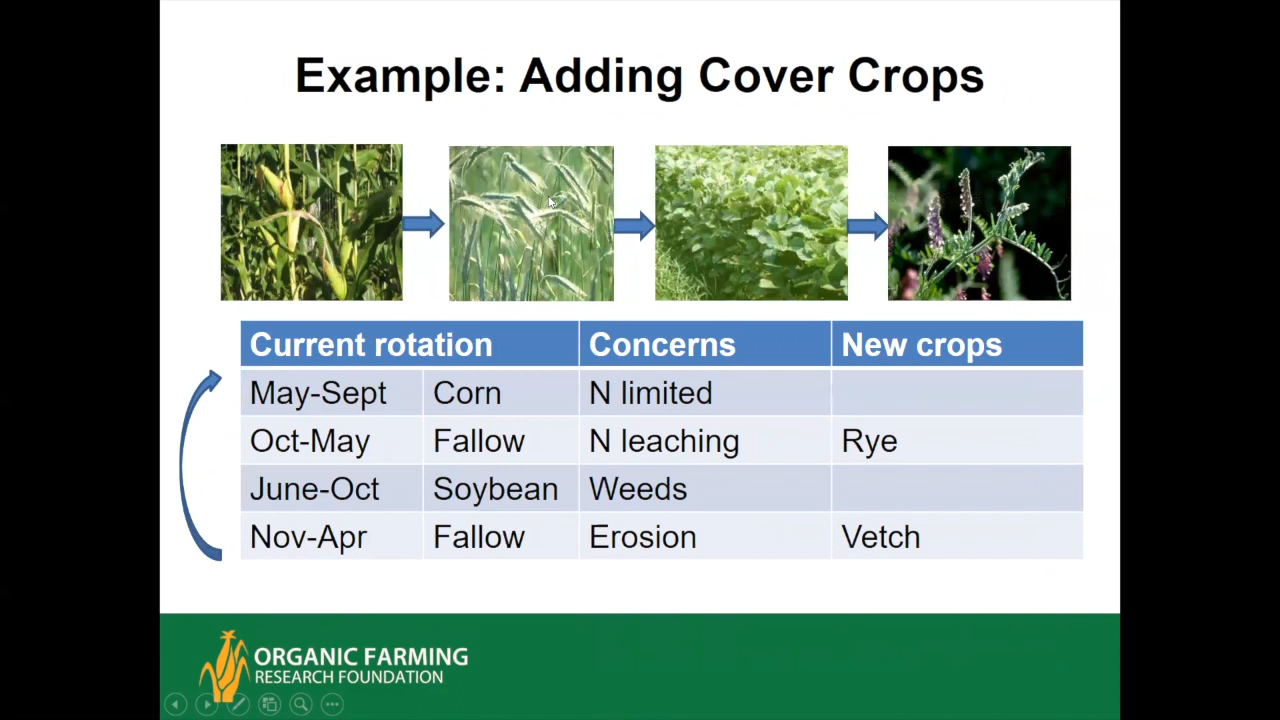 Example: Adding Cover Crops
Current rotation Concerns New crops
May-Sept Corn N limited
Oct-May Fallow N leaching Rye
June-Oct Soybean Weeds
Nov-Apr Fallow Erosion Vetch
ORGANIC FARMING
RESEARCH FOUNDATION